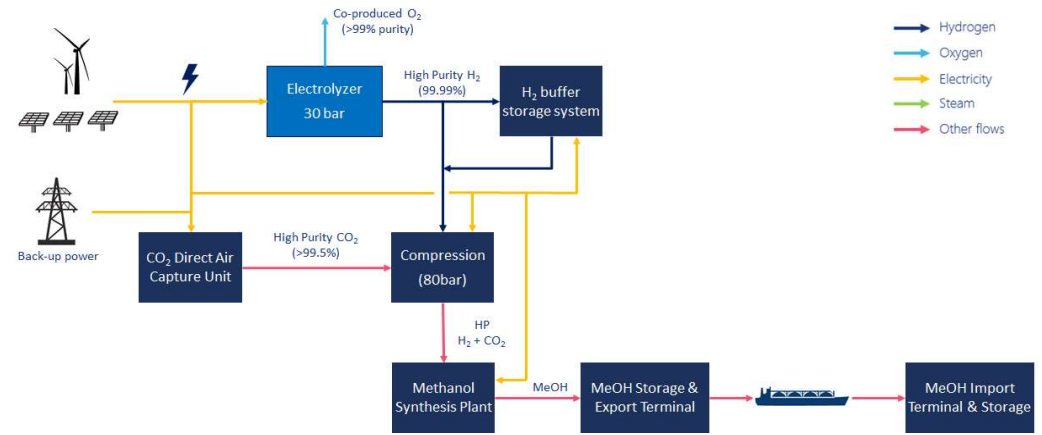 Co-produced O₂
(>99% purity)
Hydrogen
Oxygen
Electricity
Steam
Other flows
Electrolyzer
30 bar
High Purity H₂
(99.99%)
H₂ buffer
storage system
Back-up power
CO₂ Direct Air
Capture Unit
High Purity CO₂
(>99.5%)
Compression
(80bar)
HP
H₂ + CO₂
Methanol
Synthesis Plant
MeOH
MeOH Storage &
Export Terminal
MeOH Import
Terminal & Storage